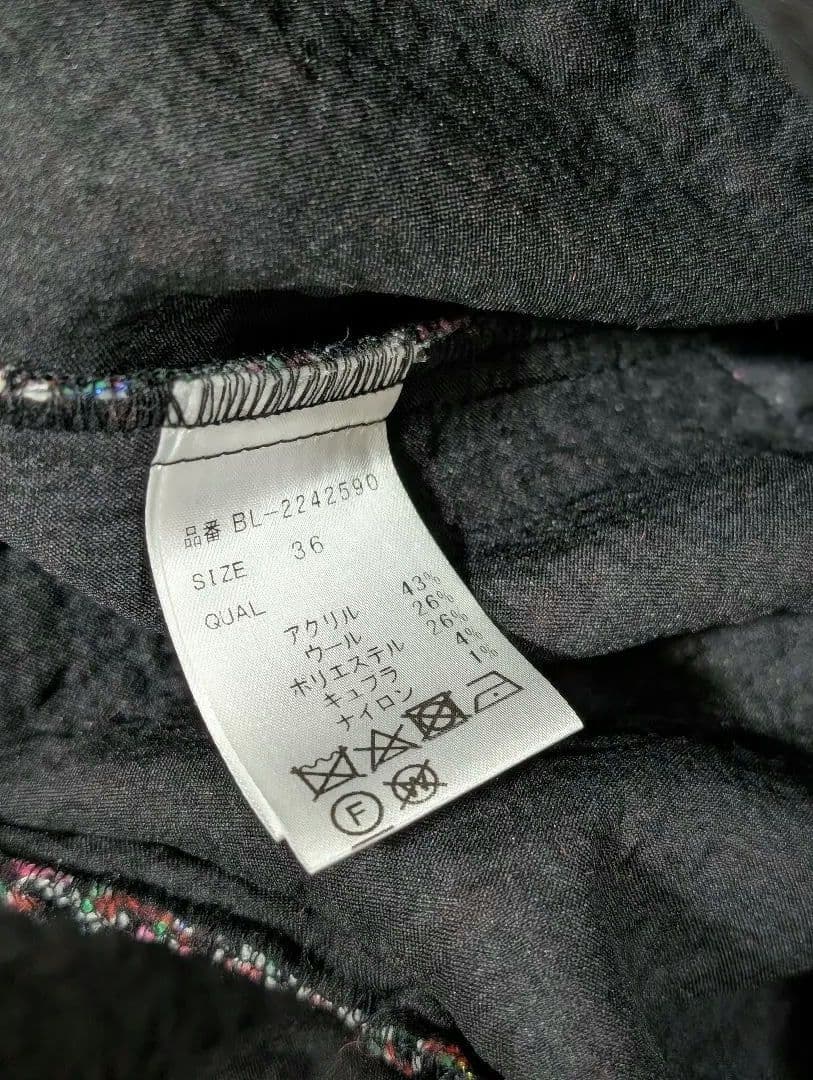 品番 BL-2242590
SIZE 36
QUAL
アクリル 43%
ウール 26%
ポリエステル 26%
キュプラ 4%
ナイロン 1%
F W